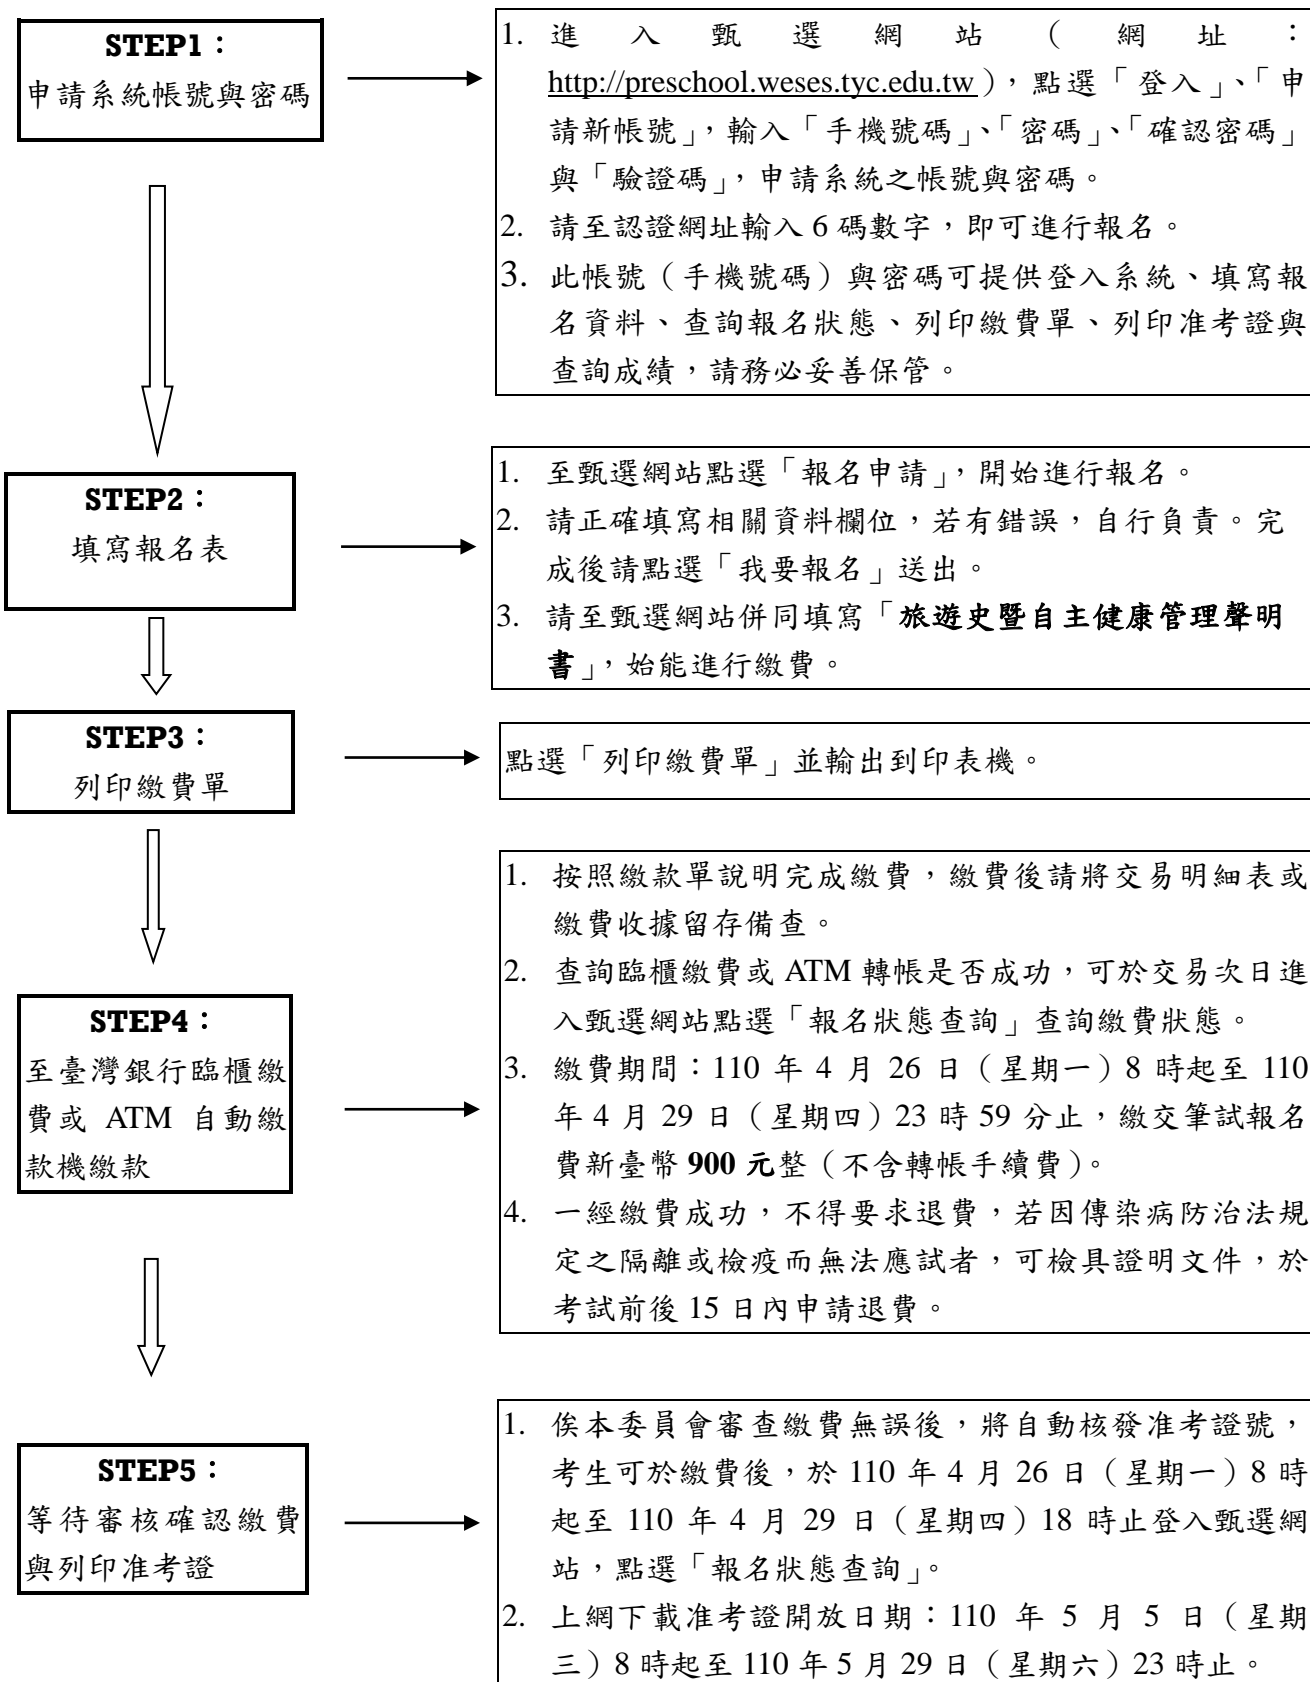 STEP1：
申請系統帳號與密碼
1. 進入甄選網站（網址：
http://preschool.weses.tyc.edu.tw），點選「登入」、「申
請新帳號」，輸入「手機號碼」、「密碼」、「確認密碼」
與「驗證碼」，申請系統之帳號與密碼。
2. 請至認證網址輸入 6 碼數字，即可進行報名。
3. 此帳號（手機號碼）與密碼可提供登入系統、填寫報
名資料、查詢報名狀態、列印繳費單、列印准考證與
查詢成績，請務必妥善保管。
STEP2：
填寫報名表
1. 至甄選網站點選「報名申請」，開始進行報名。
2. 請正確填寫相關資料欄位，若有錯誤，自行負責。完
成後請點選「我要報名」送出。
3. 請至甄選網站併同填寫「旅遊史暨自主健康管理聲明
書」，始能進行繳費。
STEP3：
列印繳費單
點選「列印繳費單」並輸出到印表機。
STEP4：
至臺灣銀行臨櫃繳
費或 ATM 自動繳
款機繳款
1. 按照繳款單說明完成繳費，繳費後請將交易明細表或
繳費收據留存備查。
2. 查詢臨櫃繳費或 ATM 轉帳是否成功，可於交易次日進
入甄選網站點選「報名狀態查詢」查詢繳費狀態。
3. 繳費期間：110 年 4 月 26 日（星期一）8 時起至 110
年 4 月 29 日（星期四）23 時 59 分止，繳交筆試報名
費新臺幣 900 元整（不含轉帳手續費）。
4. 一經繳費成功，不得要求退費，若因傳染病防治法規
定之隔離或檢疫而無法應試者，可檢具證明文件，於
考試前後 15 日內申請退費。
STEP5：
等待審核確認繳費
與列印准考證
1. 俟本委員會審查繳費無誤後，將自動核發准考證號，
考生可於繳費後，於 110 年 4 月 26 日（星期一）8 時
起至 110 年 4 月 29 日（星期四）18 時止登入甄選網
站，點選「報名狀態查詢」。
2. 上網下載准考證開放日期：110 年 5 月 5 日（星期
三）8 時起至 110 年 5 月 29 日（星期六）23 時止。